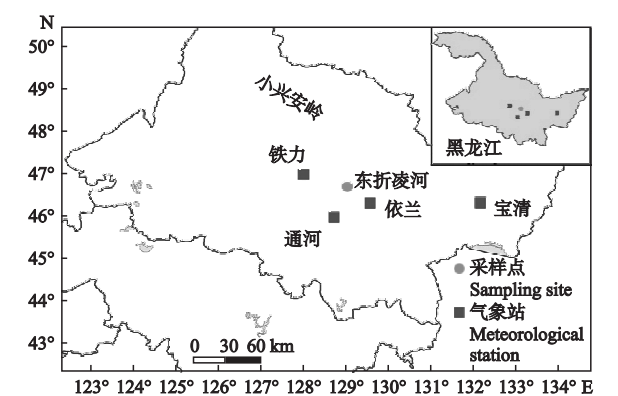 N
50°
49°
48°
47°
46°
45°
44°
43°
小兴安岭
黑龙江
铁力
东折凌河
依兰
宝清
通河
采样点
Sampling site
气象站
Meteorological
station
0 30 60 km
123° 124° 125° 126° 127° 128° 129° 130° 131° 132° 133° 134° E